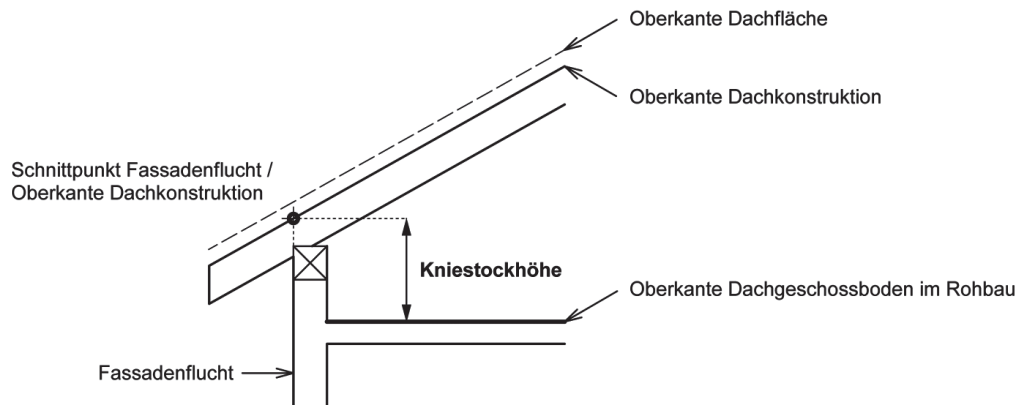 Oberkante Dachfläche
Oberkante Dachkonstruktion
Schnittpunkt Fassadenflucht /
Oberkante Dachkonstruktion
Kniestockhöhe
Oberkante Dachgeschossboden im Rohbau
Fassadenflucht